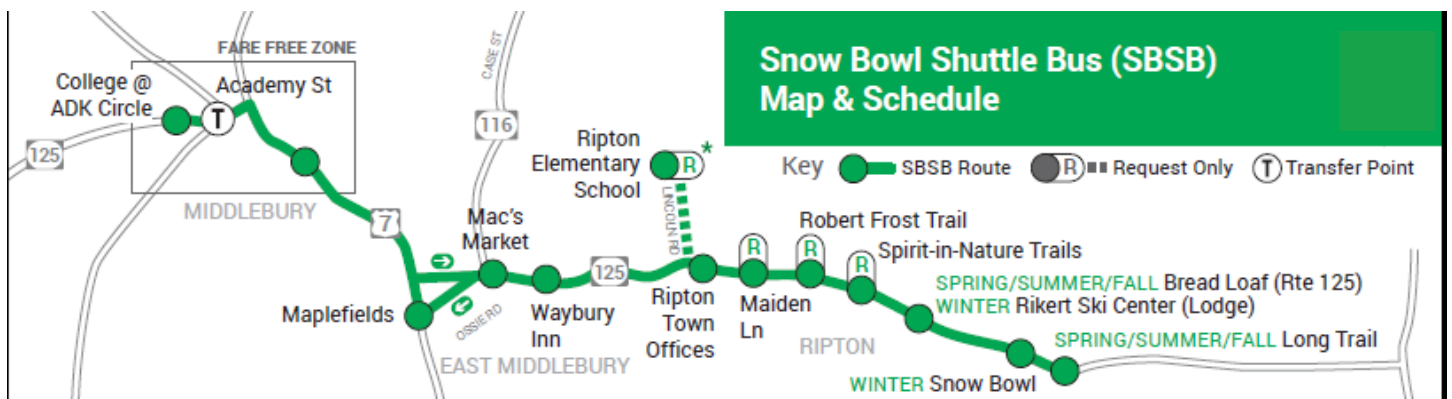 Snow Bowl Shuttle Bus (SBSB)
Map & Schedule
Key
SBSB Route
R
Request Only
T
Transfer Point
FARE FREE ZONE
College @
ADK Circle
Academy St
T
125
MIDDLEBURY
7
CASE ST
116
Mac's
Market
Maplefields
OSSIE RD
EAST MIDDLEBURY
Waybury
Inn
125
Ripton
Elementary
School
R
*
LINCOLN RD
Ripton
Town
Offices
R
Maiden
Ln
R
Robert Frost Trail
R
Spirit-in-Nature Trails
RIPTON
SPRING/SUMMER/FALL Bread Loaf (Rte 125)
WINTER Rikert Ski Center (Lodge)
SPRING/SUMMER/FALL Long Trail
WINTER Snow Bowl